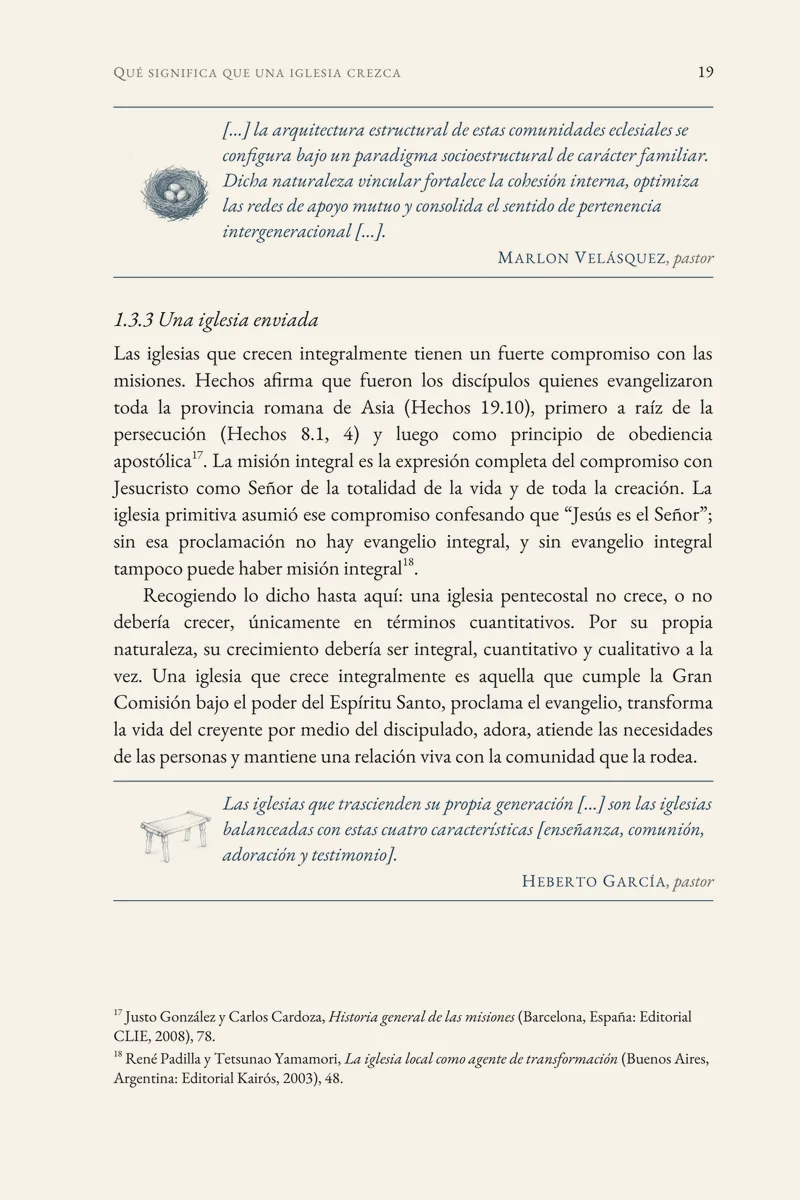 QUÉ SIGNIFICA QUE UNA IGLESIA CREZCA 19
[...] la arquitectura estructural de estas comunidades eclesiales se
configura bajo un paradigma socioestructural de carácter familiar.
Dicha naturaleza vincular fortalece la cohesión interna, optimiza
las redes de apoyo mutuo y consolida el sentido de pertenencia
intergeneracional [...].
MARLON VELÁSQUEZ, pastor
1.3.3 Una iglesia enviada
Las iglesias que crecen integralmente tienen un fuerte compromiso con las
misiones. Hechos afirma que fueron los discípulos quienes evangelizaron
toda la provincia romana de Asia (Hechos 19.10), primero a raíz de la
persecución (Hechos 8.1, 4) y luego como principio de obediencia
apostólica17. La misión integral es la expresión completa del compromiso con
Jesucristo como Señor de la totalidad de la vida y de toda la creación. La
iglesia primitiva asumió ese compromiso confesando que “Jesús es el Señor”;
sin esa proclamación no hay evangelio integral, y sin evangelio integral
tampoco puede haber misión integral18.
Recogiendo lo dicho hasta aquí: una iglesia pentecostal no crece, o no
debería crecer, únicamente en términos cuantitativos. Por su propia
naturaleza, su crecimiento debería ser integral, cuantitativo y cualitativo a la
vez. Una iglesia que crece integralmente es aquella que cumple la Gran
Comisión bajo el poder del Espíritu Santo, proclama el evangelio, transforma
la vida del creyente por medio del discipulado, adora, atiende las necesidades
de las personas y mantiene una relación viva con la comunidad que la rodea.
Las iglesias que trascienden su propia generación [...] son las iglesias
balanceadas con estas cuatro características [enseñanza, comunión,
adoración y testimonio].
HEBERTO GARCÍA, pastor
17 Justo González y Carlos Cardoza, Historia general de las misiones (Barcelona, España: Editorial
CLIE, 2008), 78.
18 René Padilla y Tetsunao Yamamori, La iglesia local como agente de transformación (Buenos Aires,
Argentina: Editorial Kairós, 2003), 48.